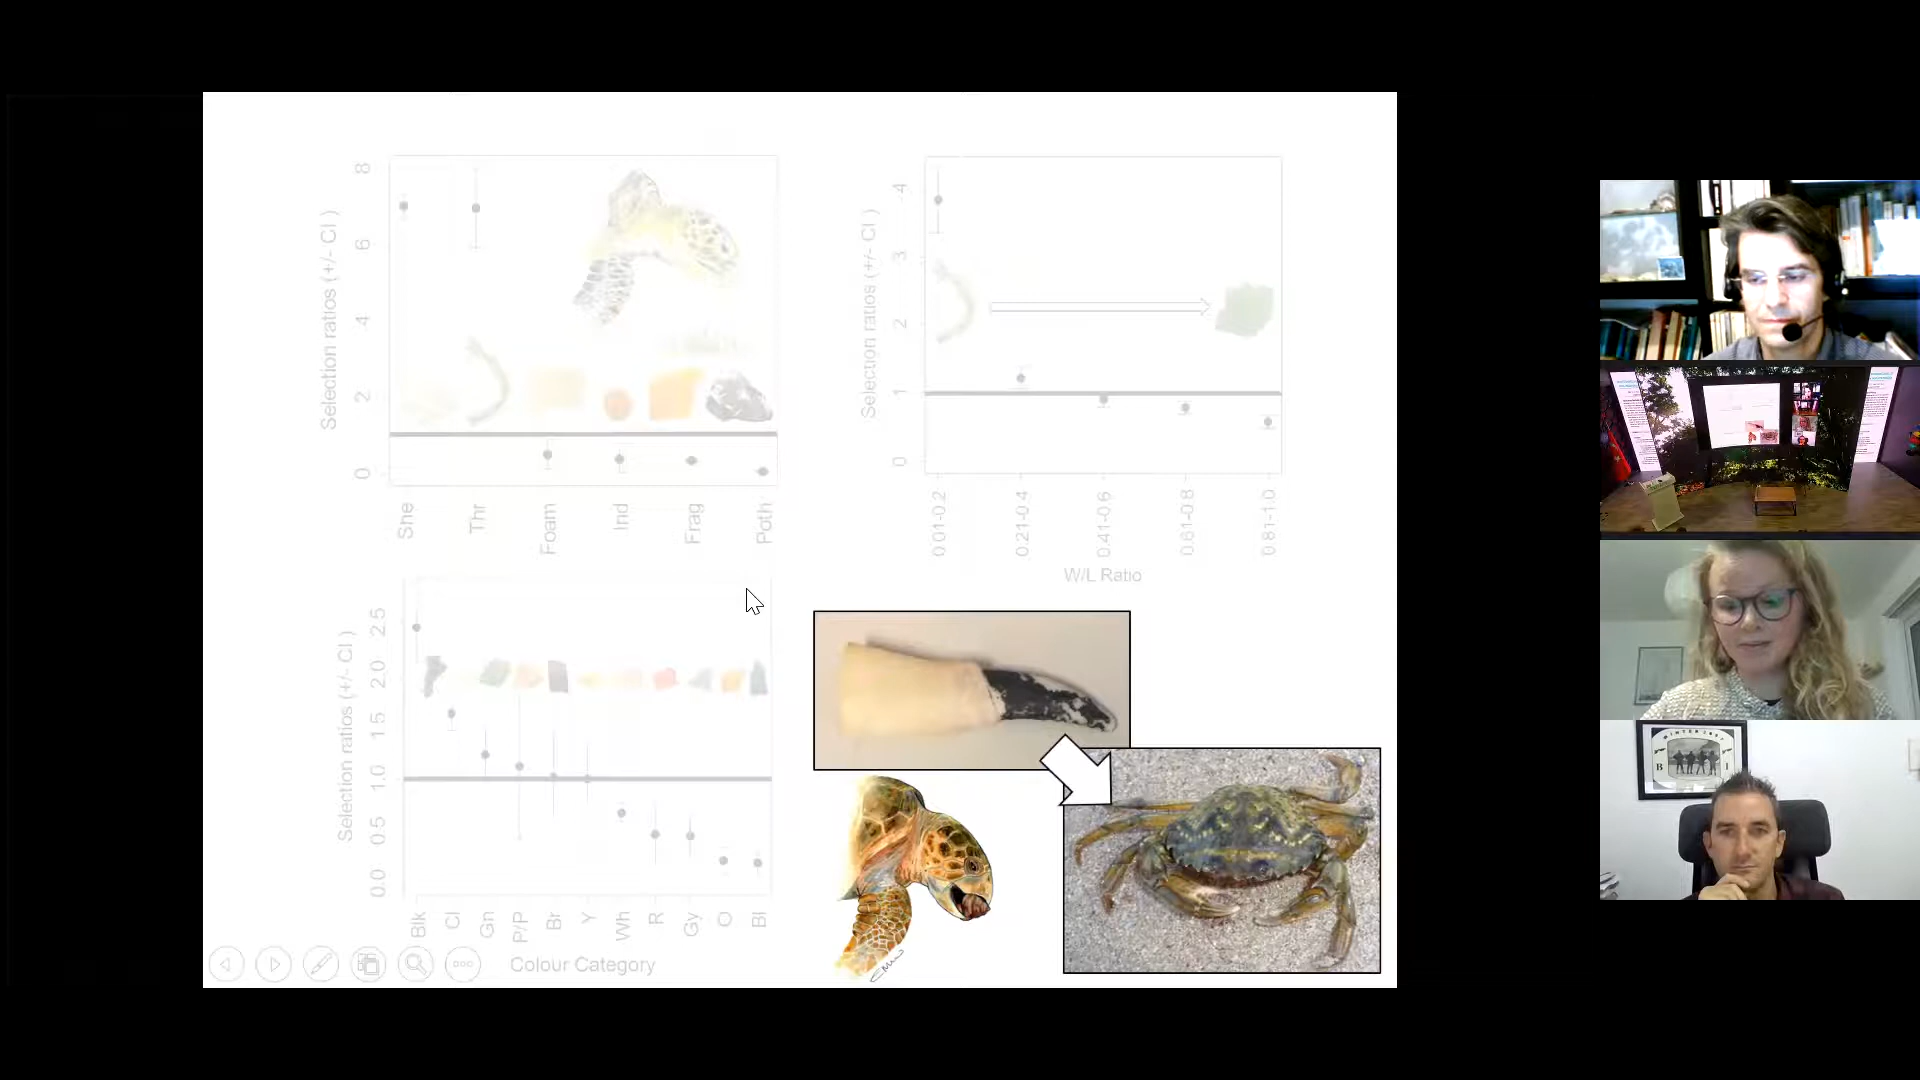 Selection ratios (+/- CI )
8
6
4
2
0
She
Thr
Foam
Ind
Frag
Poth
Selection ratios (+/- CI )
4
3
2
1
0
0.01-0.2
0.21-0.4
0.41-0.6
0.61-0.8
0.81-1.0
W/L Ratio
Selection ratios (+/- CI )
2.5
2.0
1.5
1.0
0.5
0.0
Blk
Cl
Gn
P/P
Br
Y
Wh
R
Gy
O
Bl
Colour Category